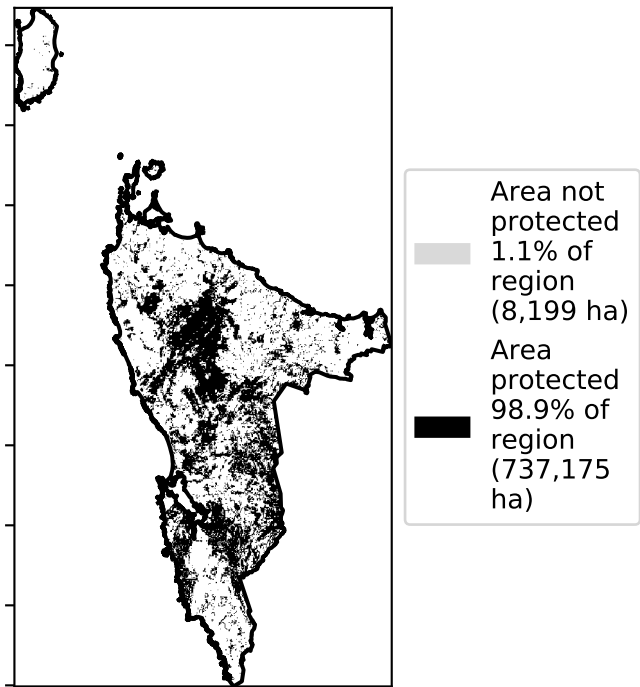 Area not
protected
1.1% of
region
(8,199 ha)
Area
protected
98.9% of
region
(737,175
ha)